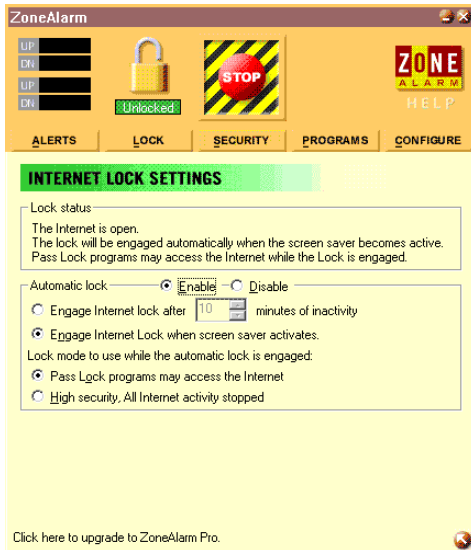 ZoneAlarm
UP
DN
UP
DN
Unlocked
STOP
ZONE
ALARM
HELP
ALERTS
LOCK
SECURITY
PROGRAMS
CONFIGURE
INTERNET LOCK SETTINGS
Lock status
The Internet is open.
The lock will be engaged automatically when the screen saver becomes active.
Pass Lock programs may access the Internet while the Lock is engaged.
Automatic lock Enable Disable
Engage Internet lock after 10 minutes of inactivity
Engage Internet Lock when screen saver activates.
Lock mode to use while the automatic lock is engaged:
Pass Lock programs may access the Internet
High security, All Internet activity stopped
Click here to upgrade to ZoneAlarm Pro.